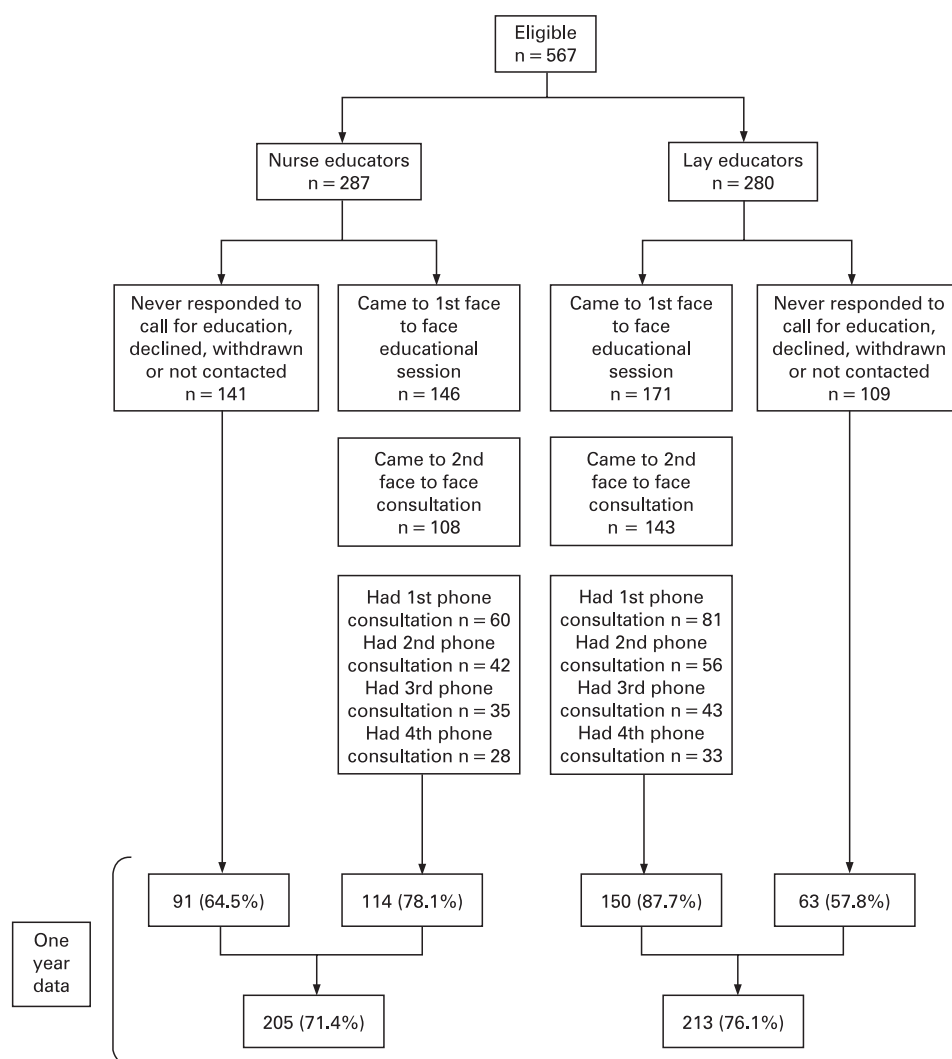 Eligible
n = 567
Nurse educators
n = 287
Lay educators
n = 280
Never responded to
call for education,
declined, withdrawn
or not contacted
n = 141
Came to 1st face
to face
educational
session
n = 146
Came to 1st face
to face
educational
session
n = 171
Never responded to
call for education,
declined, withdrawn
or not contacted
n = 109
Came to 2nd
face to face
consultation
n = 108
Came to 2nd
face to face
consultation
n = 143
Had 1st phone
consultation n = 60
Had 2nd phone
consultation n = 42
Had 3rd phone
consultation n = 35
Had 4th phone
consultation n = 28
Had 1st phone
consultation n = 81
Had 2nd phone
consultation n = 56
Had 3rd phone
consultation n = 43
Had 4th phone
consultation n = 33
91 (64.5%)
114 (78.1%)
150 (87.7%)
63 (57.8%)
One
year
data
205 (71.4%)
213 (76.1%)